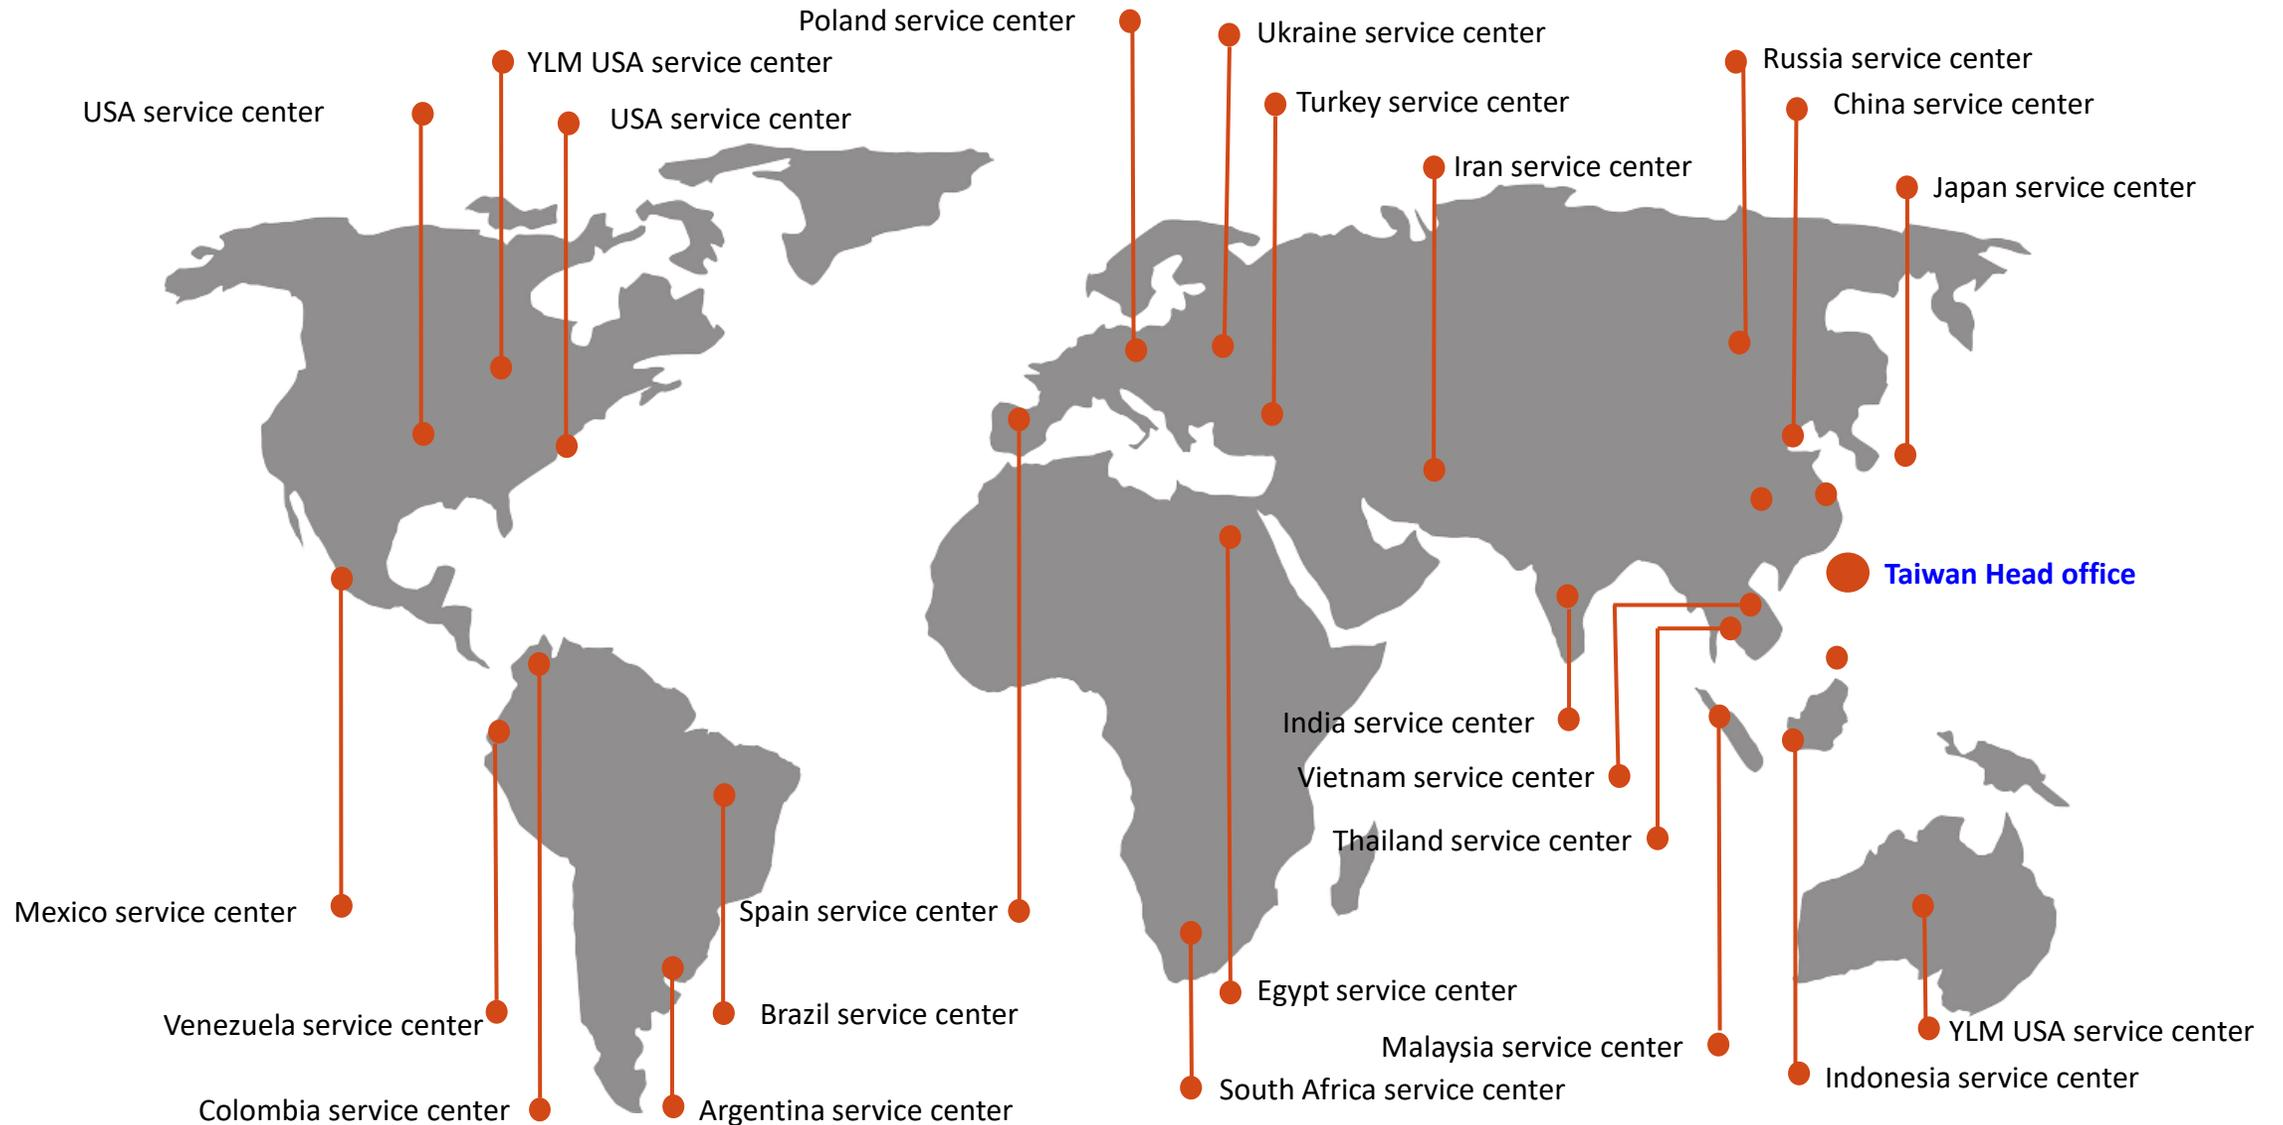 Poland service center
Ukraine service center
YLM USA service center
Russia service center
USA service center
USA service center
Turkey service center
China service center
Iran service center
Japan service center
Taiwan Head office
India service center
Vietnam service center
Thailand service center
Mexico service center
Spain service center
Venezuela service center
Brazil service center
Egypt service center
YLM USA service center
Malaysia service center
Indonesia service center
South Africa service center
Colombia service center
Argentina service center